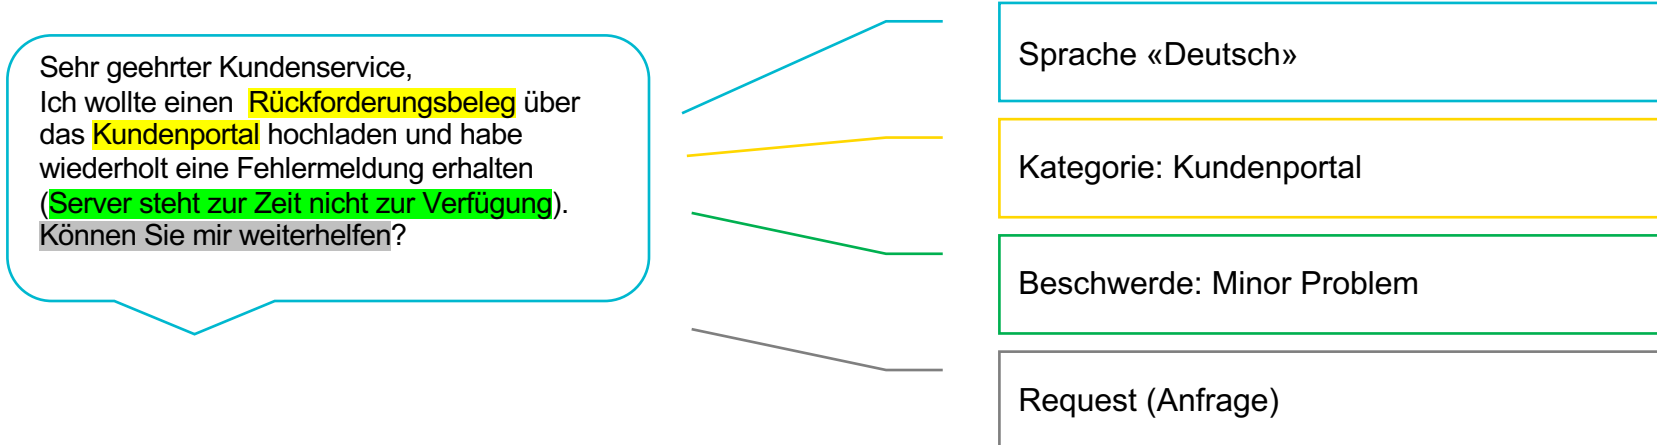 Sehr geehrter Kundenservice,
Ich wollte einen Rückforderungsbeleg über
das Kundenportal hochladen und habe
wiederholt eine Fehlermeldung erhalten
(Server steht zur Zeit nicht zur Verfügung).
Können Sie mir weiterhelfen?
Sprache «Deutsch»
Kategorie: Kundenportal
Beschwerde: Minor Problem
Request (Anfrage)